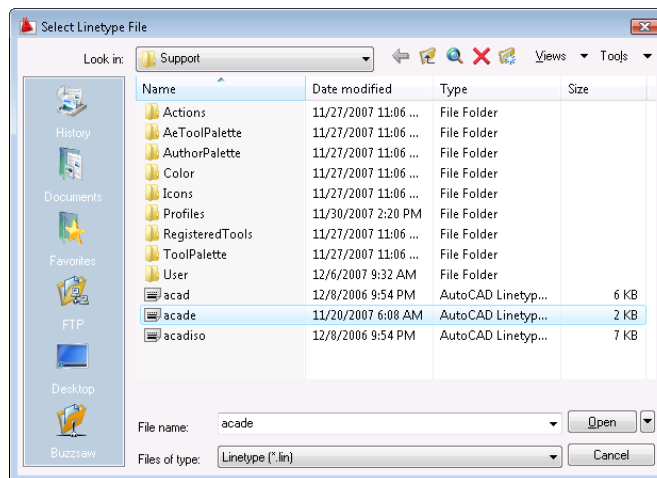 Select Linetype File
Look in: Support Views Tools
Name Date modified Type Size
History
Documents
Favorites
FTP
Desktop
Buzzsaw
Actions 11/27/2007 11:06 ... File Folder
AeToolPalette 11/27/2007 11:06 ... File Folder
AuthorPalette 11/27/2007 11:06 ... File Folder
Color 11/27/2007 11:06 ... File Folder
Icons 11/27/2007 11:06 ... File Folder
Profiles 11/30/2007 2:20 PM File Folder
RegisteredTools 11/27/2007 11:06 ... File Folder
ToolPalette 11/27/2007 11:06 ... File Folder
User 12/6/2007 9:32 AM File Folder
acad 12/8/2006 9:54 PM AutoCAD Linetyp... 6 KB
acade 11/20/2007 6:08 AM AutoCAD Linetyp... 2 KB
acadiso 12/8/2006 9:54 PM AutoCAD Linetyp... 7 KB
File name: acade Open
Files of type: Linetype (*.lin) Cancel